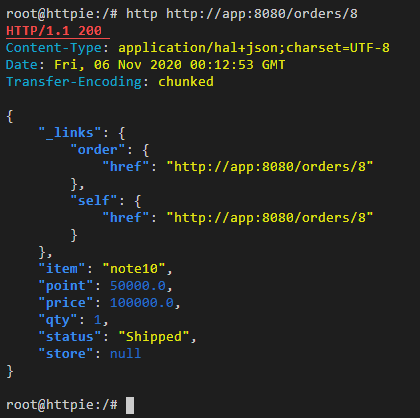 root@httpie:/# http http://app:8080/orders/8
HTTP/1.1 200
Content-Type: application/hal+json;charset=UTF-8
Date: Fri, 06 Nov 2020 00:12:53 GMT
Transfer-Encoding: chunked
{
    "_links": {
        "order": {
            "href": "http://app:8080/orders/8"
        },
        "self": {
            "href": "http://app:8080/orders/8"
        }
    },
    "item": "note10",
    "point": 50000.0,
    "price": 100000.0,
    "qty": 1,
    "status": "Shipped",
    "store": null
}
root@httpie:/#